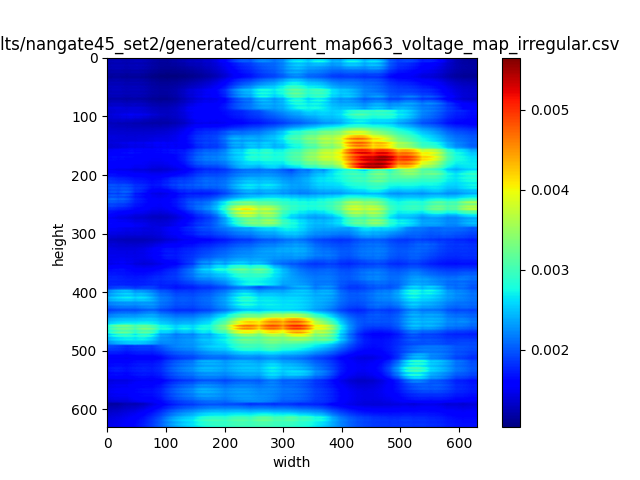 lts/nangate45_set2/generated/current_map663_voltage_map_irregular.csv
0
100
200
300
400
500
600
height
0 100 200 300 400 500 600
width
0.005
0.004
0.003
0.002